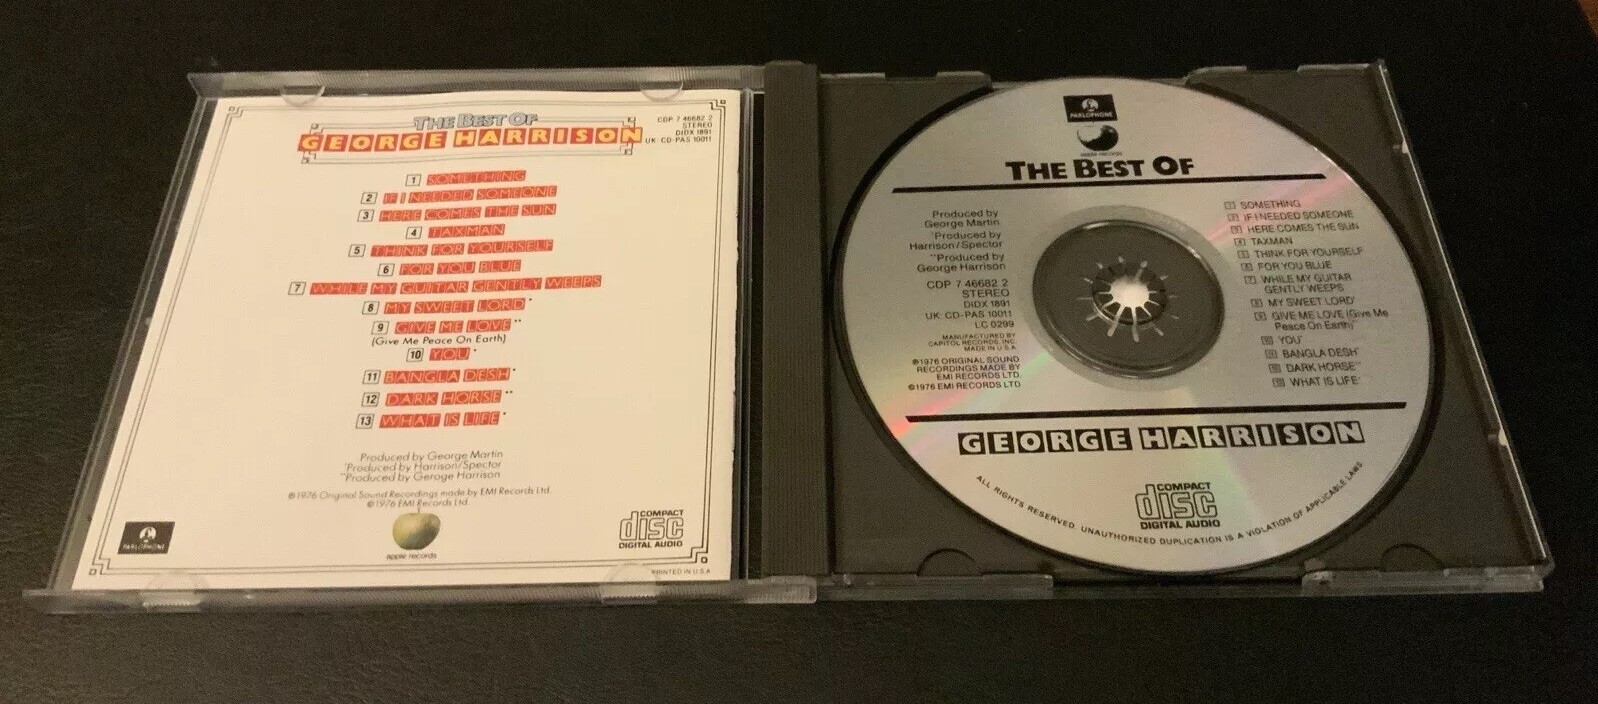 THE BEST OF
GEORGE HARRISON
CDP 7 46682 2
STEREO
DIDX 1891
UK: CD-PAS 10011
1 SOMETHING
2 IF I NEEDED SOMEONE
3 HERE COMES THE SUN
4 TAXMAN
5 THINK FOR YOURSELF
6 FOR YOU BLUE
7 WHILE MY GUITAR GENTLY WEEPS
8 MY SWEET LORD*
9 GIVE ME LOVE**
(Give Me Peace On Earth)
10 YOU*
11 BANGLA DESH*
12 DARK HORSE**
13 WHAT IS LIFE*
Produced by George Martin
*Produced by Harrison/Spector
**Produced by Geroge Harrison
℗1976 Original Sound Recordings made by EMI Records Ltd.
©1976 EMI Records Ltd.
PARLOPHONE
apple records
COMPACT
disc
DIGITAL AUDIO
PRINTED IN U.S.A.
PARLOPHONE
apple records
THE BEST OF
Produced by
George Martin
*Produced by
Harrison/Spector
**Produced by
George Harrison
CDP 7 46682 2
STEREO
DIDX 1891
UK: CD-PAS 10011
LC 0299
MANUFACTURED BY
CAPITOL RECORDS, INC.
MADE IN U.S.A.
℗1976 ORIGINAL SOUND
RECORDINGS MADE BY
EMI RECORDS LTD.
©1976 EMI RECORDS LTD
1 SOMETHING
2 IF I NEEDED SOMEONE
3 HERE COMES THE SUN
4 TAXMAN
5 THINK FOR YOURSELF
6 FOR YOU BLUE
7 WHILE MY GUITAR
GENTLY WEEPS
8 MY SWEET LORD*
9 GIVE ME LOVE (Give Me
Peace On Earth)**
10 YOU*
11 BANGLA DESH*
12 DARK HORSE**
13 WHAT IS LIFE*
GEORGE HARRISON
COMPACT
disc
DIGITAL AUDIO
ALL RIGHTS RESERVED. UNAUTHORIZED DUPLICATION IS A VIOLATION OF APPLICABLE LAWS.